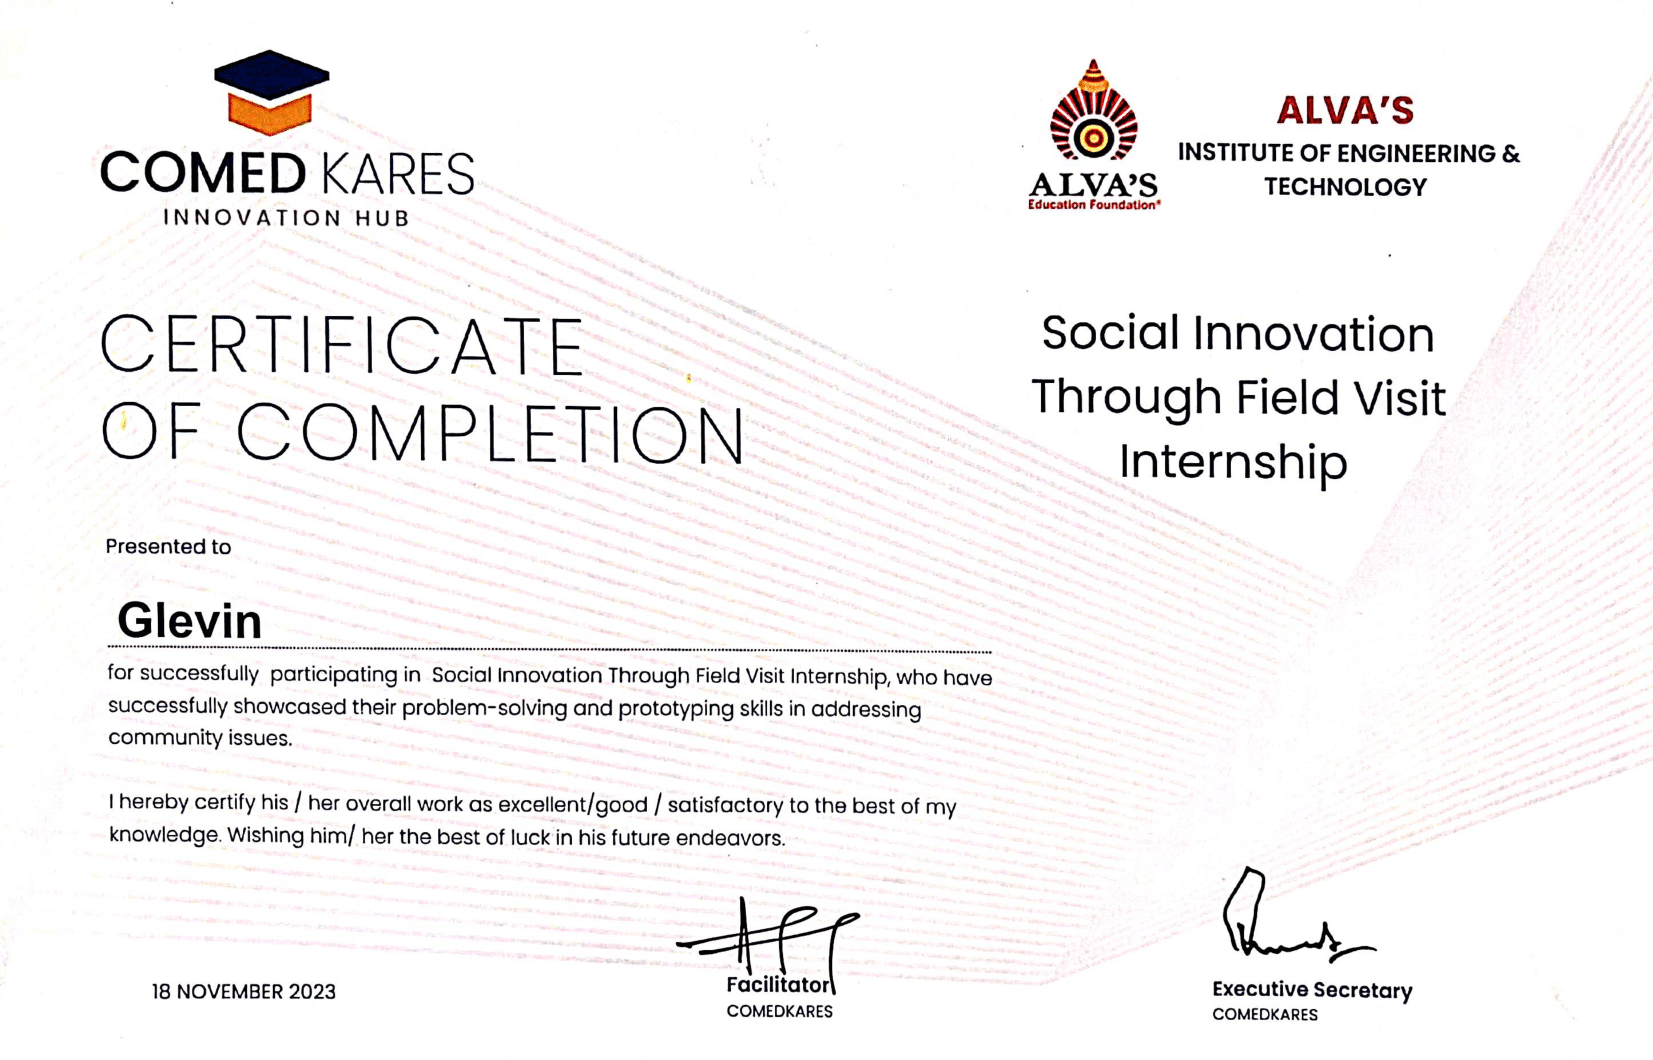 COMED KARES
INNOVATION HUB
ALVA'S
Education Foundation®
ALVA'S
INSTITUTE OF ENGINEERING &
TECHNOLOGY
CERTIFICATE
OF COMPLETION
Social Innovation
Through Field Visit
Internship
Presented to
Glevin
for successfully participating in Social Innovation Through Field Visit Internship, who have
successfully showcased their problem-solving and prototyping skills in addressing
community issues.
I hereby certify his / her overall work as excellent/good / satisfactory to the best of my
knowledge. Wishing him/ her the best of luck in his future endeavors.
18 NOVEMBER 2023
Facilitator
COMEDKARES
Executive Secretary
COMEDKARES